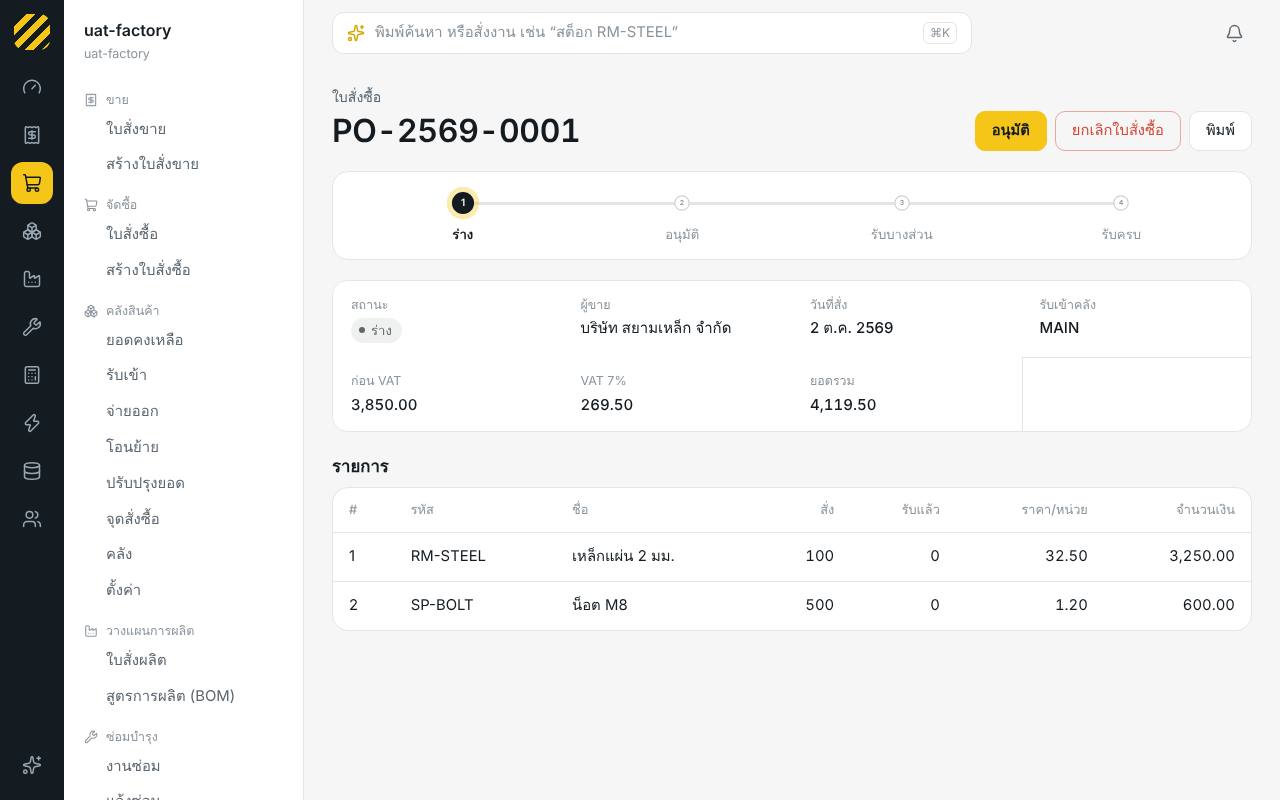 uat-factory
uat-factory
ขาย
ใบสั่งขาย
สร้างใบสั่งขาย
จัดซื้อ
ใบสั่งซื้อ
สร้างใบสั่งซื้อ
คลังสินค้า
ยอดคงเหลือ
รับเข้า
จ่ายออก
โอนย้าย
ปรับปรุงยอด
จุดสั่งซื้อ
คลัง
ตั้งค่า
วางแผนการผลิต
ใบสั่งผลิต
สูตรการผลิต (BOM)
ซ่อมบำรุง
งานซ่อม
แจ้งซ่อม
พิมพ์ค้นหา หรือสั่งงาน เช่น “สต็อก RM-STEEL” ⌘K
ใบสั่งซื้อ
PO-2569-0001
อนุมัติ ยกเลิกใบสั่งซื้อ พิมพ์
1 2 3 4
ร่าง อนุมัติ รับบางส่วน รับครบ
สถานะ ผู้ขาย วันที่สั่ง รับเข้าคลัง
ร่าง บริษัท สยามเหล็ก จำกัด 2 ต.ค. 2569 MAIN
ก่อน VAT VAT 7% ยอดรวม
3,850.00 269.50 4,119.50
รายการ
# รหัส ชื่อ สั่ง รับแล้ว ราคา/หน่วย จำนวนเงิน
1 RM-STEEL เหล็กแผ่น 2 มม. 100 0 32.50 3,250.00
2 SP-BOLT น็อต M8 500 0 1.20 600.00